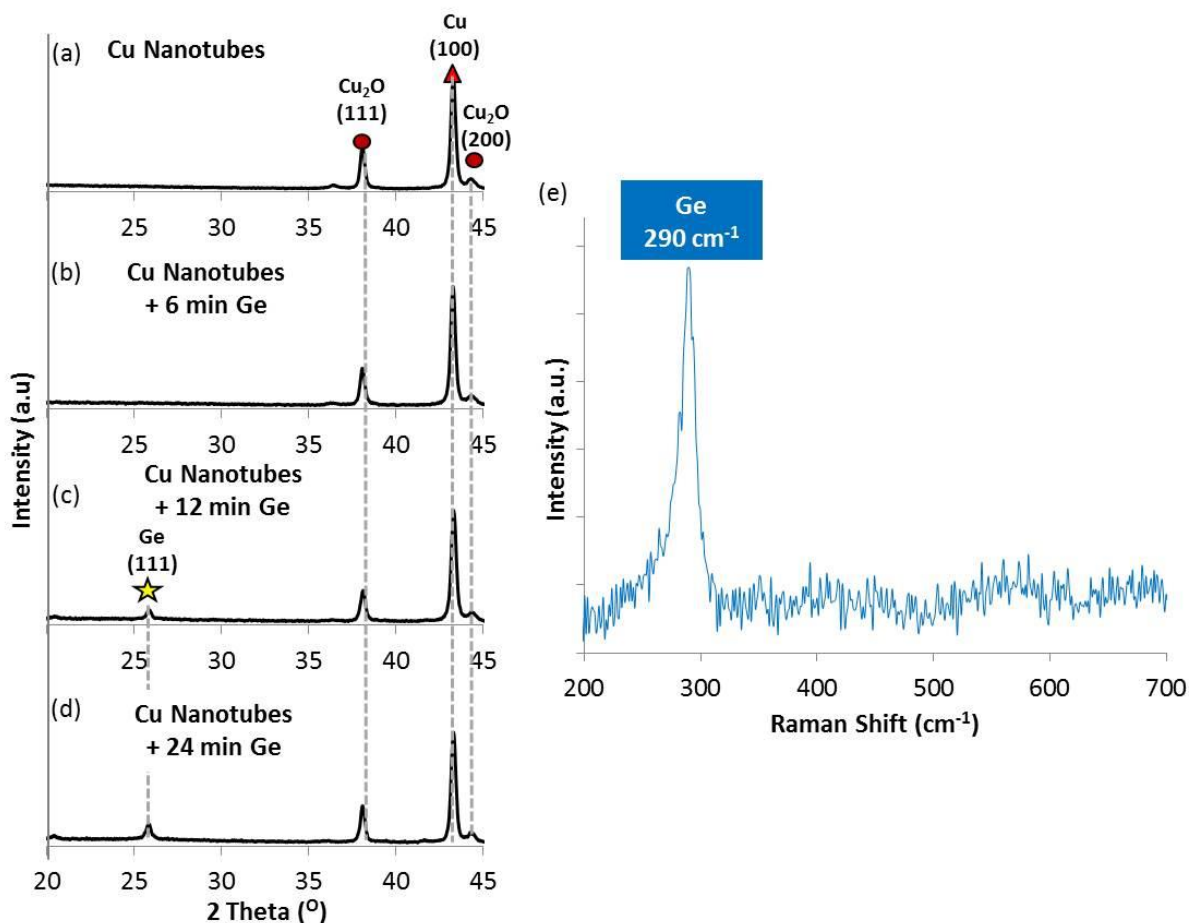 (a) Cu Nanotubes
Cu₂O
(111)
Cu
(100)
Cu₂O
(200)
25 30 35 40 45
(b) Cu Nanotubes
+ 6 min Ge
25 30 35 40 45
(c) Cu Nanotubes
+ 12 min Ge
Ge
(111)
25 30 35 40 45
(d) Cu Nanotubes
+ 24 min Ge
20 25 30 35 40 45
2 Theta (⁰)
Intensity (a.u)
(e)
Ge
290 cm⁻¹
Intensity (a.u.)
200 300 400 500 600 700
Raman Shift (cm⁻¹)